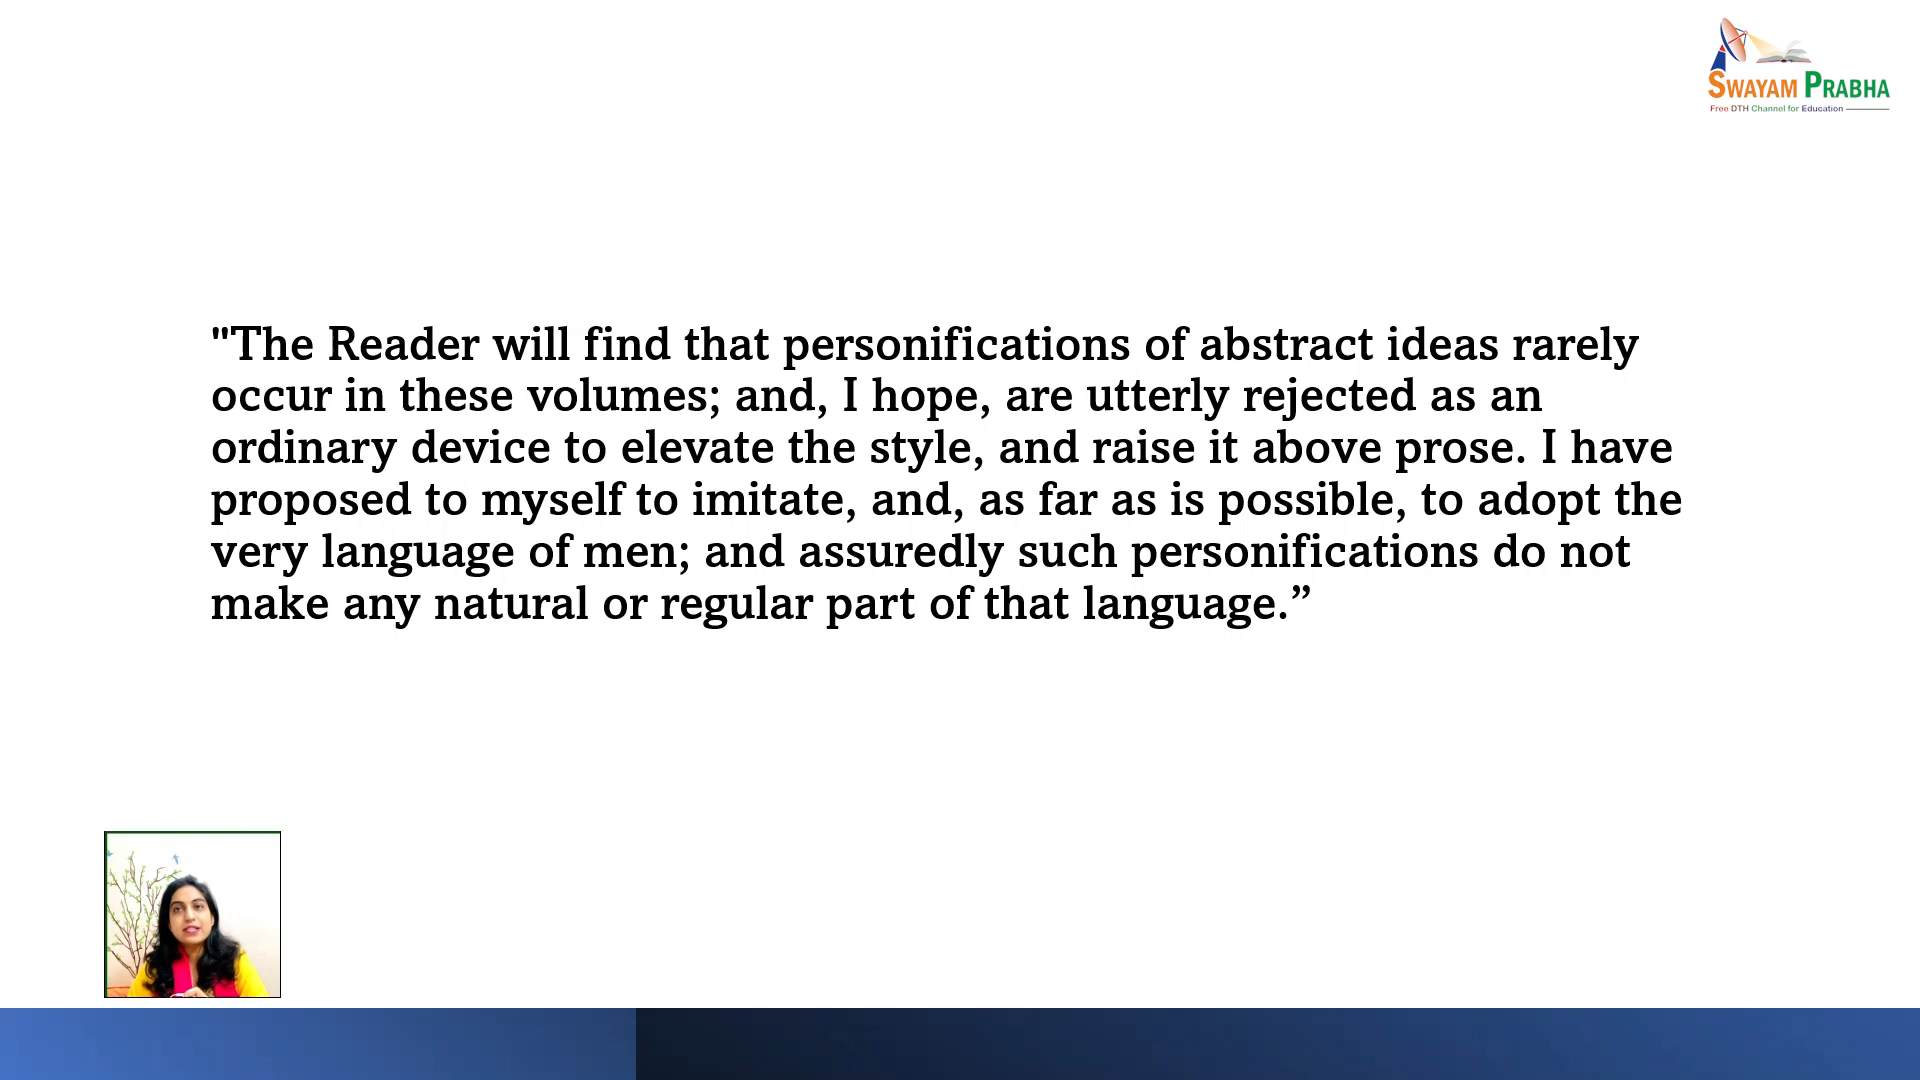 SWAYAM PRABHA
Free DTH Channel for Education
"The Reader will find that personifications of abstract ideas rarely
occur in these volumes; and, I hope, are utterly rejected as an
ordinary device to elevate the style, and raise it above prose. I have
proposed to myself to imitate, and, as far as is possible, to adopt the
very language of men; and assuredly such personifications do not
make any natural or regular part of that language.”